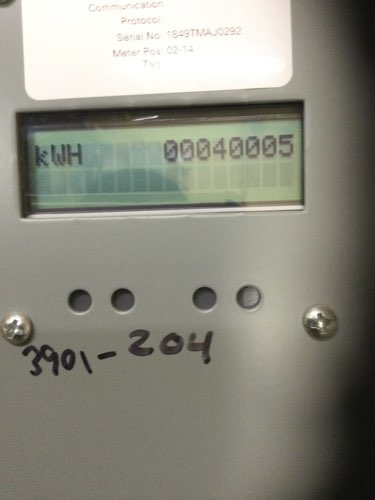 Communication
Protocol:
Serial No: 1849TMAJ0292
Meter Pos: 02-14
kWH 00040005
3901-204